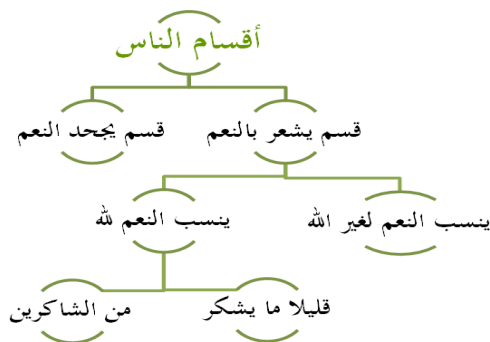 أقسام الناس
قسم يشعر بالنعم
قسم يجحد النعم
ينسب النعم لغير الله
ينسب النعم لله
قليلا ما يشكر
من الشاكرين